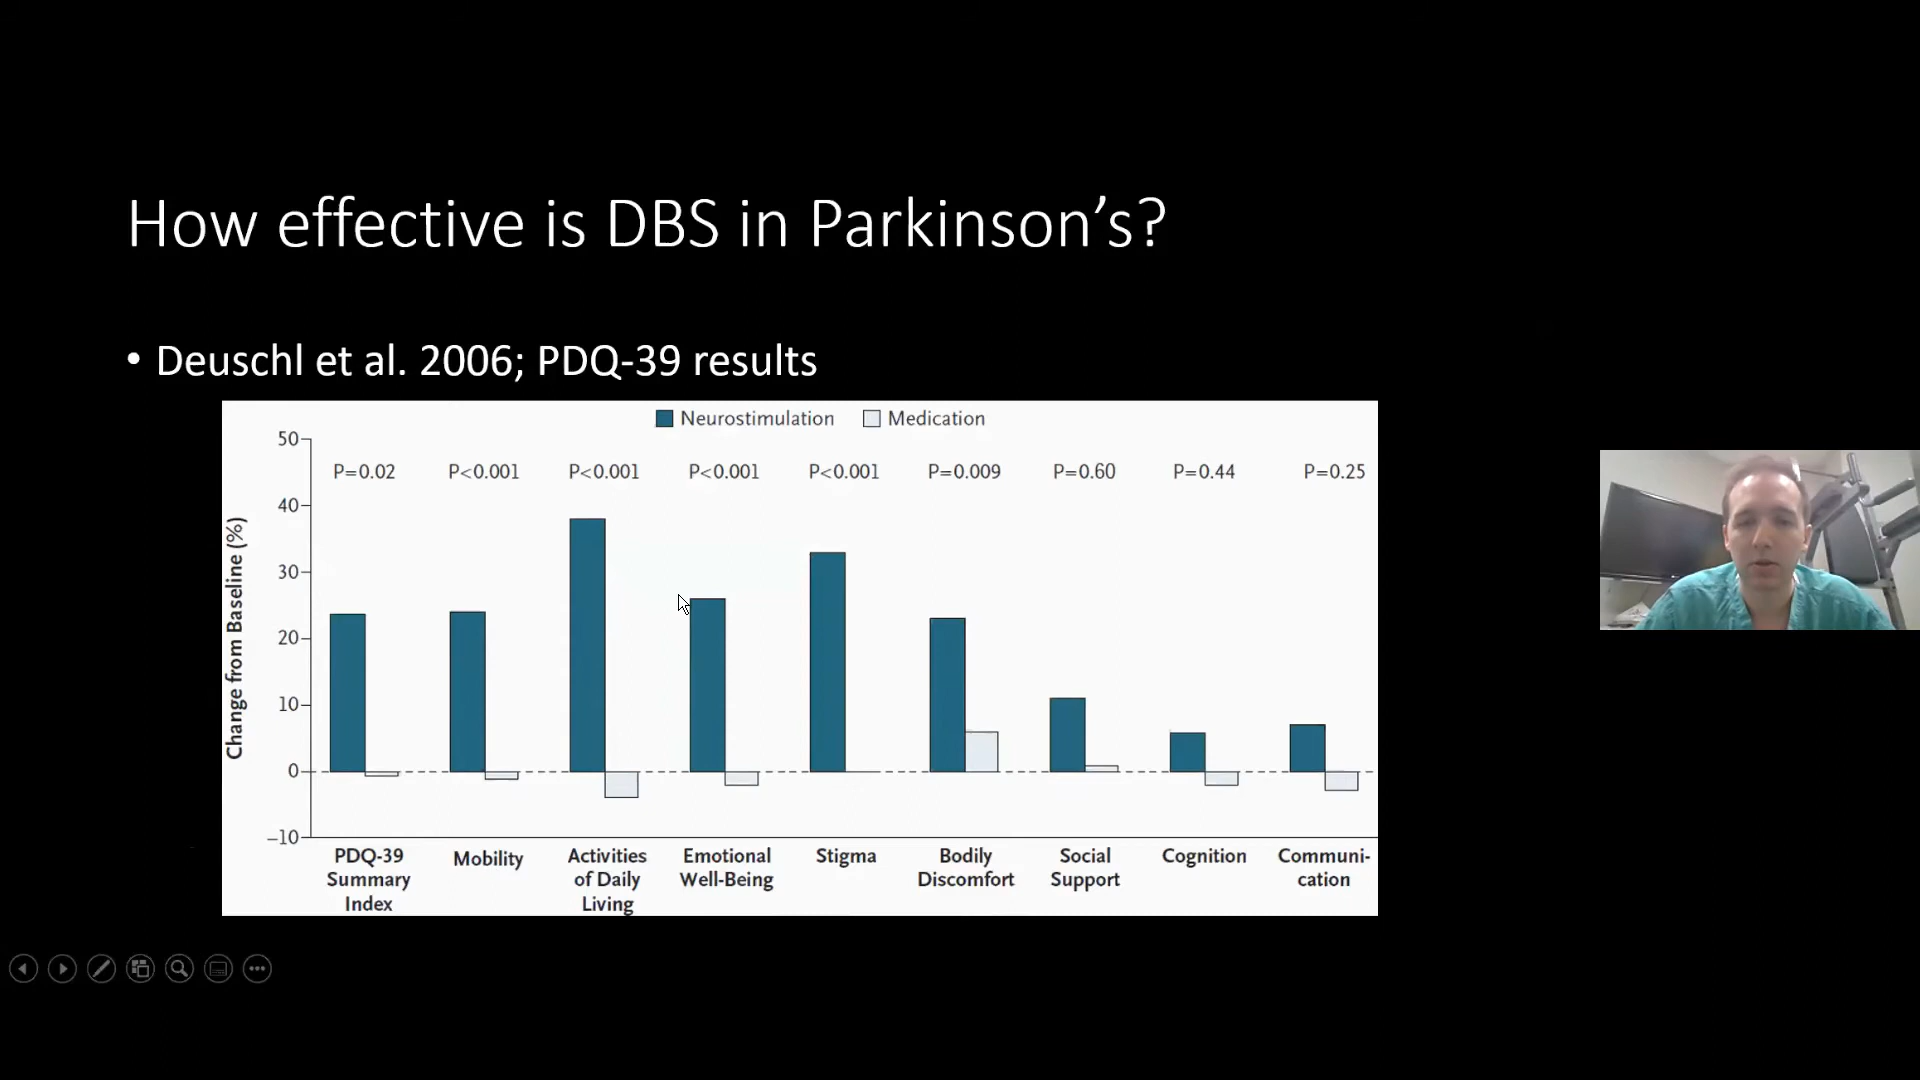 How effective is DBS in Parkinson’s?
• Deuschl et al. 2006; PDQ-39 results
Neurostimulation Medication
50
P=0.02 P<0.001 P<0.001 P<0.001 P<0.001 P=0.009 P=0.60 P=0.44 P=0.25
40
30
20
10
0
–10
Change from Baseline (%)
PDQ-39
Summary
Index
Mobility
Activities
of Daily
Living
Emotional
Well-Being
Stigma
Bodily
Discomfort
Social
Support
Cognition
Communi-
cation